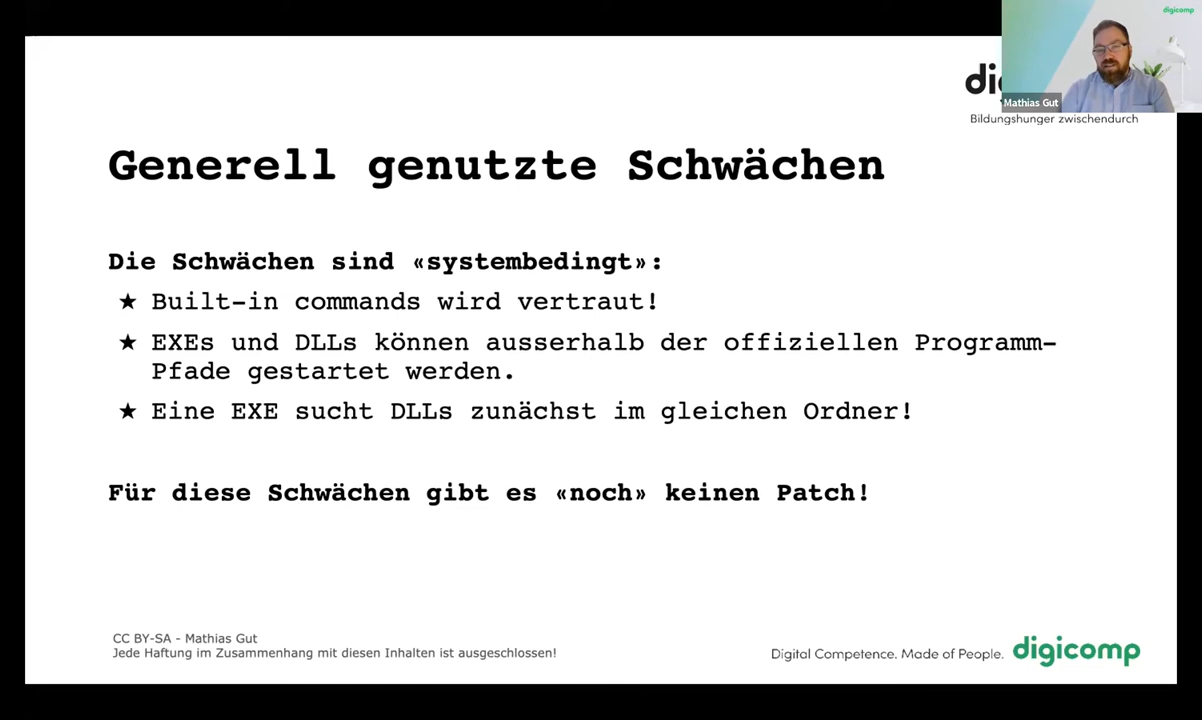 digicomp
di
Mathias Gut
Bildungshunger zwischendurch
Generell genutzte Schwächen
Die Schwächen sind «systembedingt»:
★ Built-in commands wird vertraut!
★ EXEs und DLLs können ausserhalb der offiziellen Programm-
Pfade gestartet werden.
★ Eine EXE sucht DLLs zunächst im gleichen Ordner!
Für diese Schwächen gibt es «noch» keinen Patch!
CC BY-SA - Mathias Gut
Jede Haftung im Zusammenhang mit diesen Inhalten ist ausgeschlossen!
Digital Competence. Made of People. digicomp